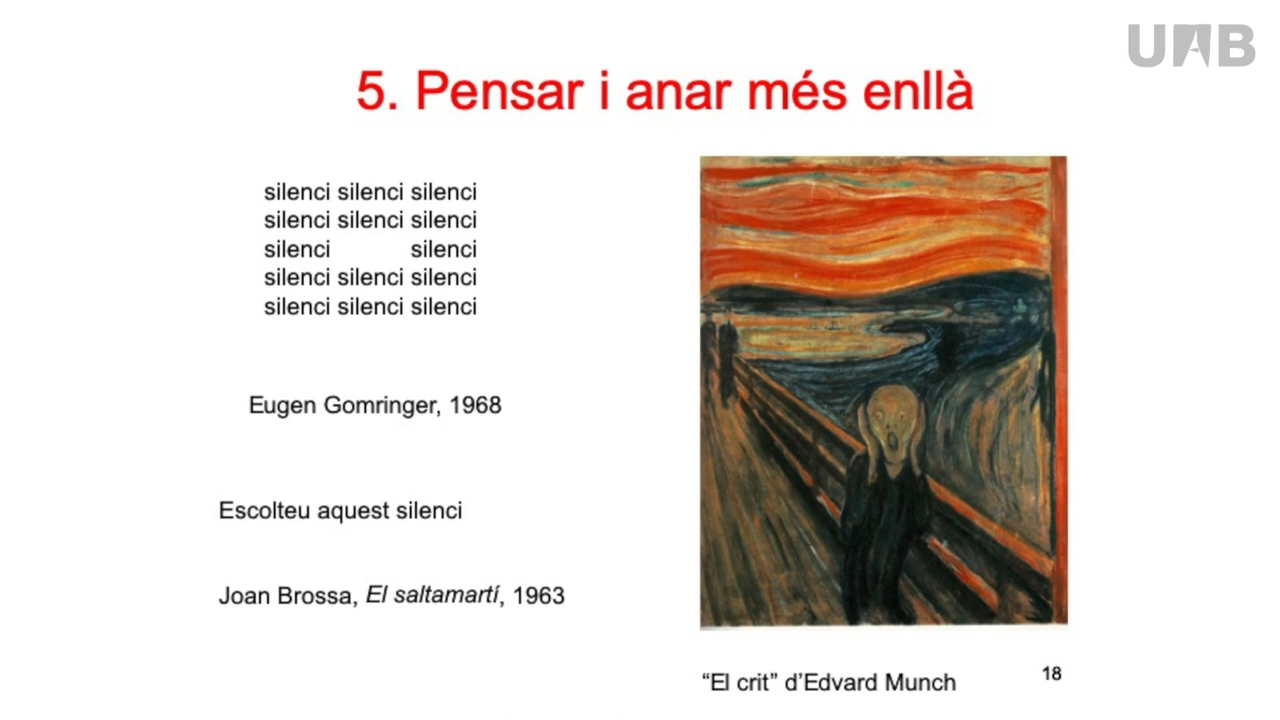 UAB
5. Pensar i anar més enllà
silenci silenci silenci
silenci silenci silenci
silenci silenci
silenci silenci silenci
silenci silenci silenci
Eugen Gomringer, 1968
Escolteu aquest silenci
Joan Brossa, El saltamartí, 1963
“El crit” d’Edvard Munch
18